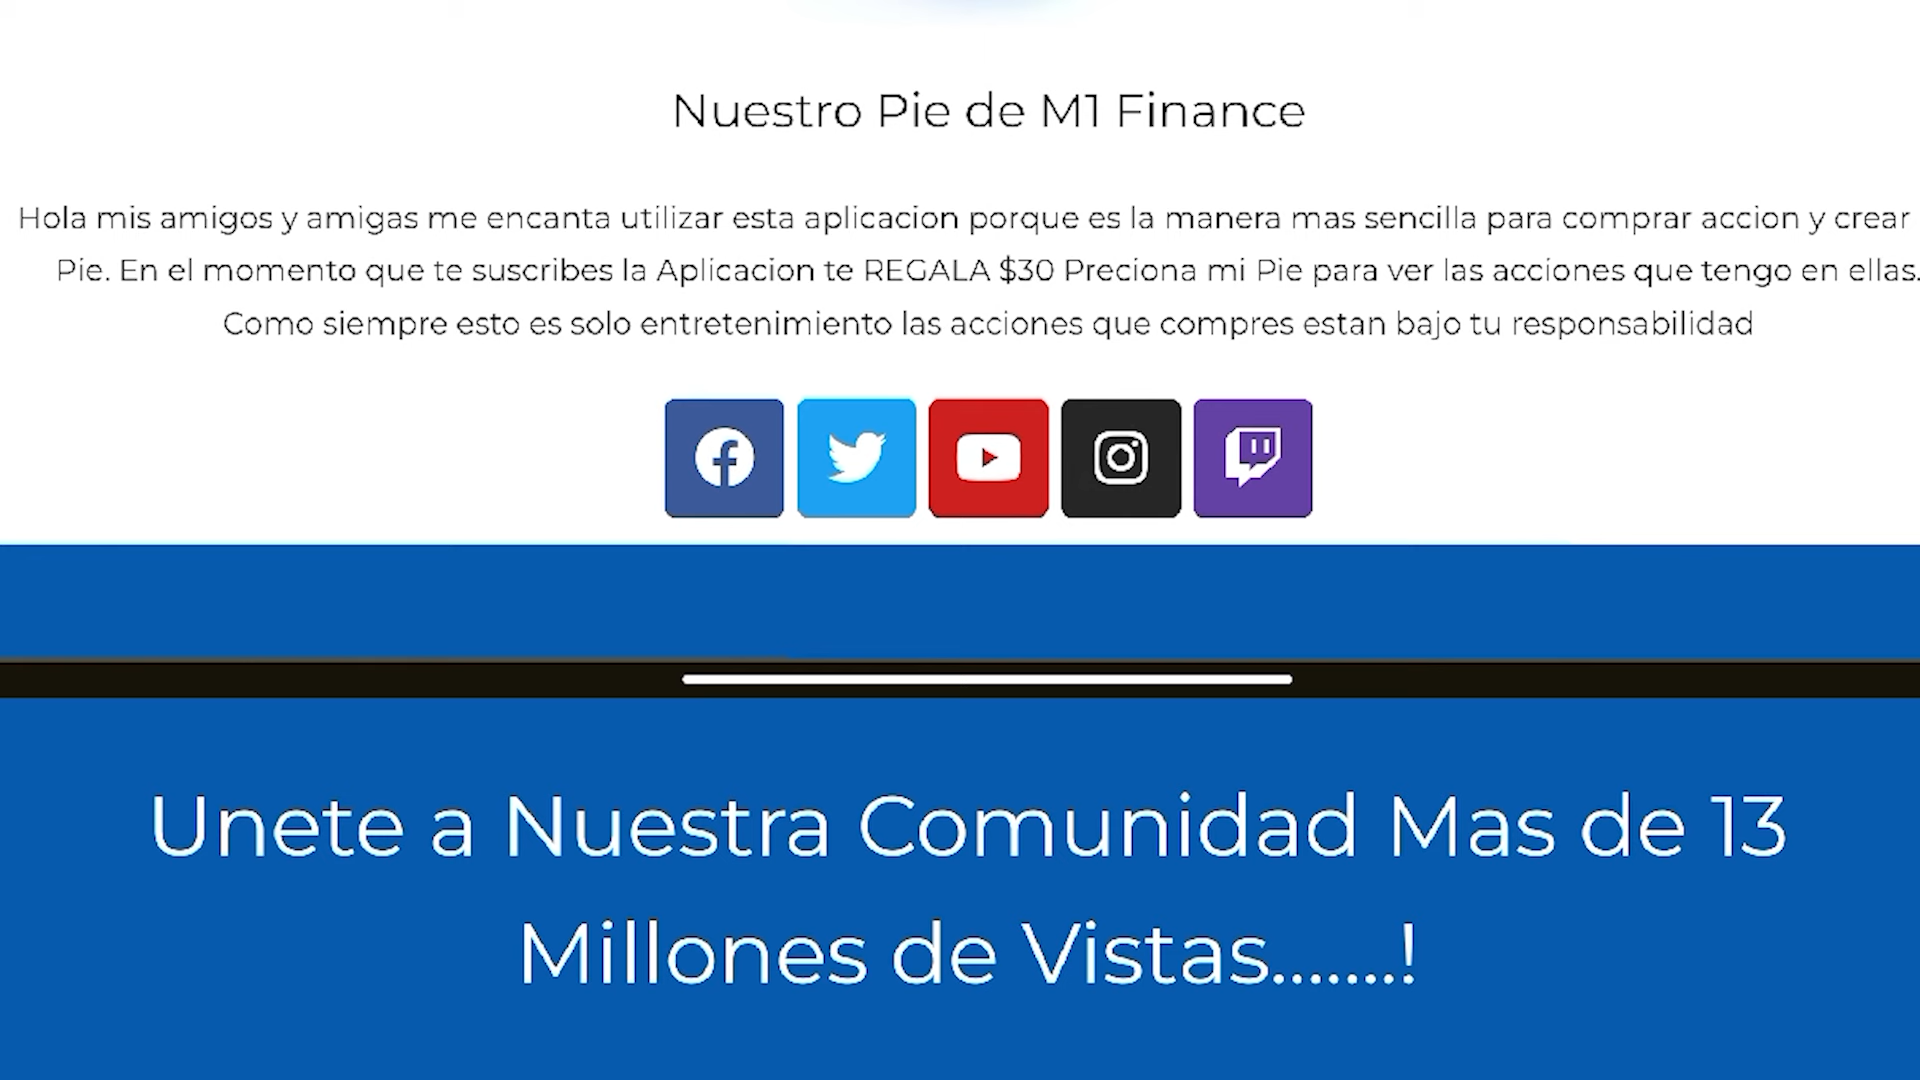 Nuestro Pie de M1 Finance
Hola mis amigos y amigas me encanta utilizar esta aplicacion porque es la manera mas sencilla para comprar accion y crear
Pie. En el momento que te suscribes la Aplicacion te REGALA $30 Preciona mi Pie para ver las acciones que tengo en ellas.
Como siempre esto es solo entretenimiento las acciones que compres estan bajo tu responsabilidad
Unete a Nuestra Comunidad Mas de 13
Millones de Vistas.......!